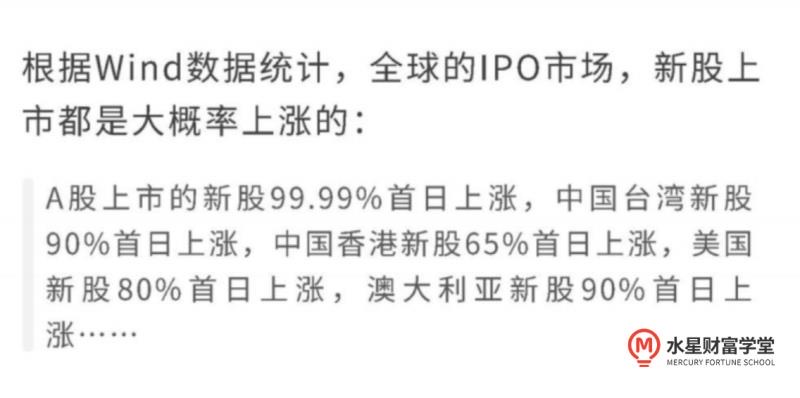 根据Wind数据统计，全球的IPO市场，新股上
市都是大概率上涨的：
A股上市的新股99.99%首日上涨，中国台湾新股
90%首日上涨，中国香港新股65%首日上涨，美国
新股80%首日上涨，澳大利亚新股90%首日上
涨……
水星财富学堂
MERCURY FORTUNE SCHOOL